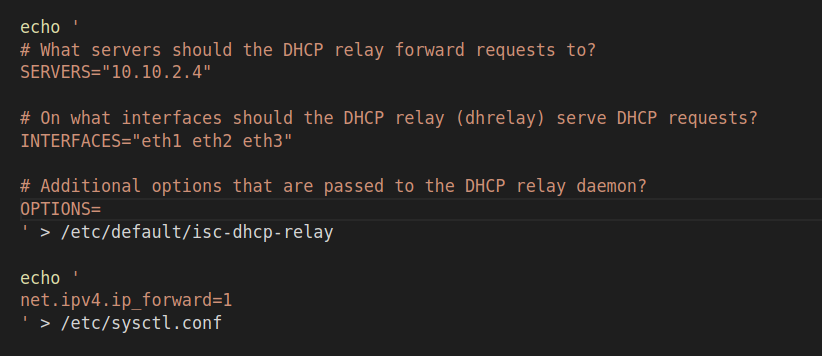 echo '
# What servers should the DHCP relay forward requests to?
SERVERS="10.10.2.4"
# On what interfaces should the DHCP relay (dhrelay) serve DHCP requests?
INTERFACES="eth1 eth2 eth3"
# Additional options that are passed to the DHCP relay daemon?
OPTIONS=
' > /etc/default/isc-dhcp-relay
echo '
net.ipv4.ip_forward=1
' > /etc/sysctl.conf